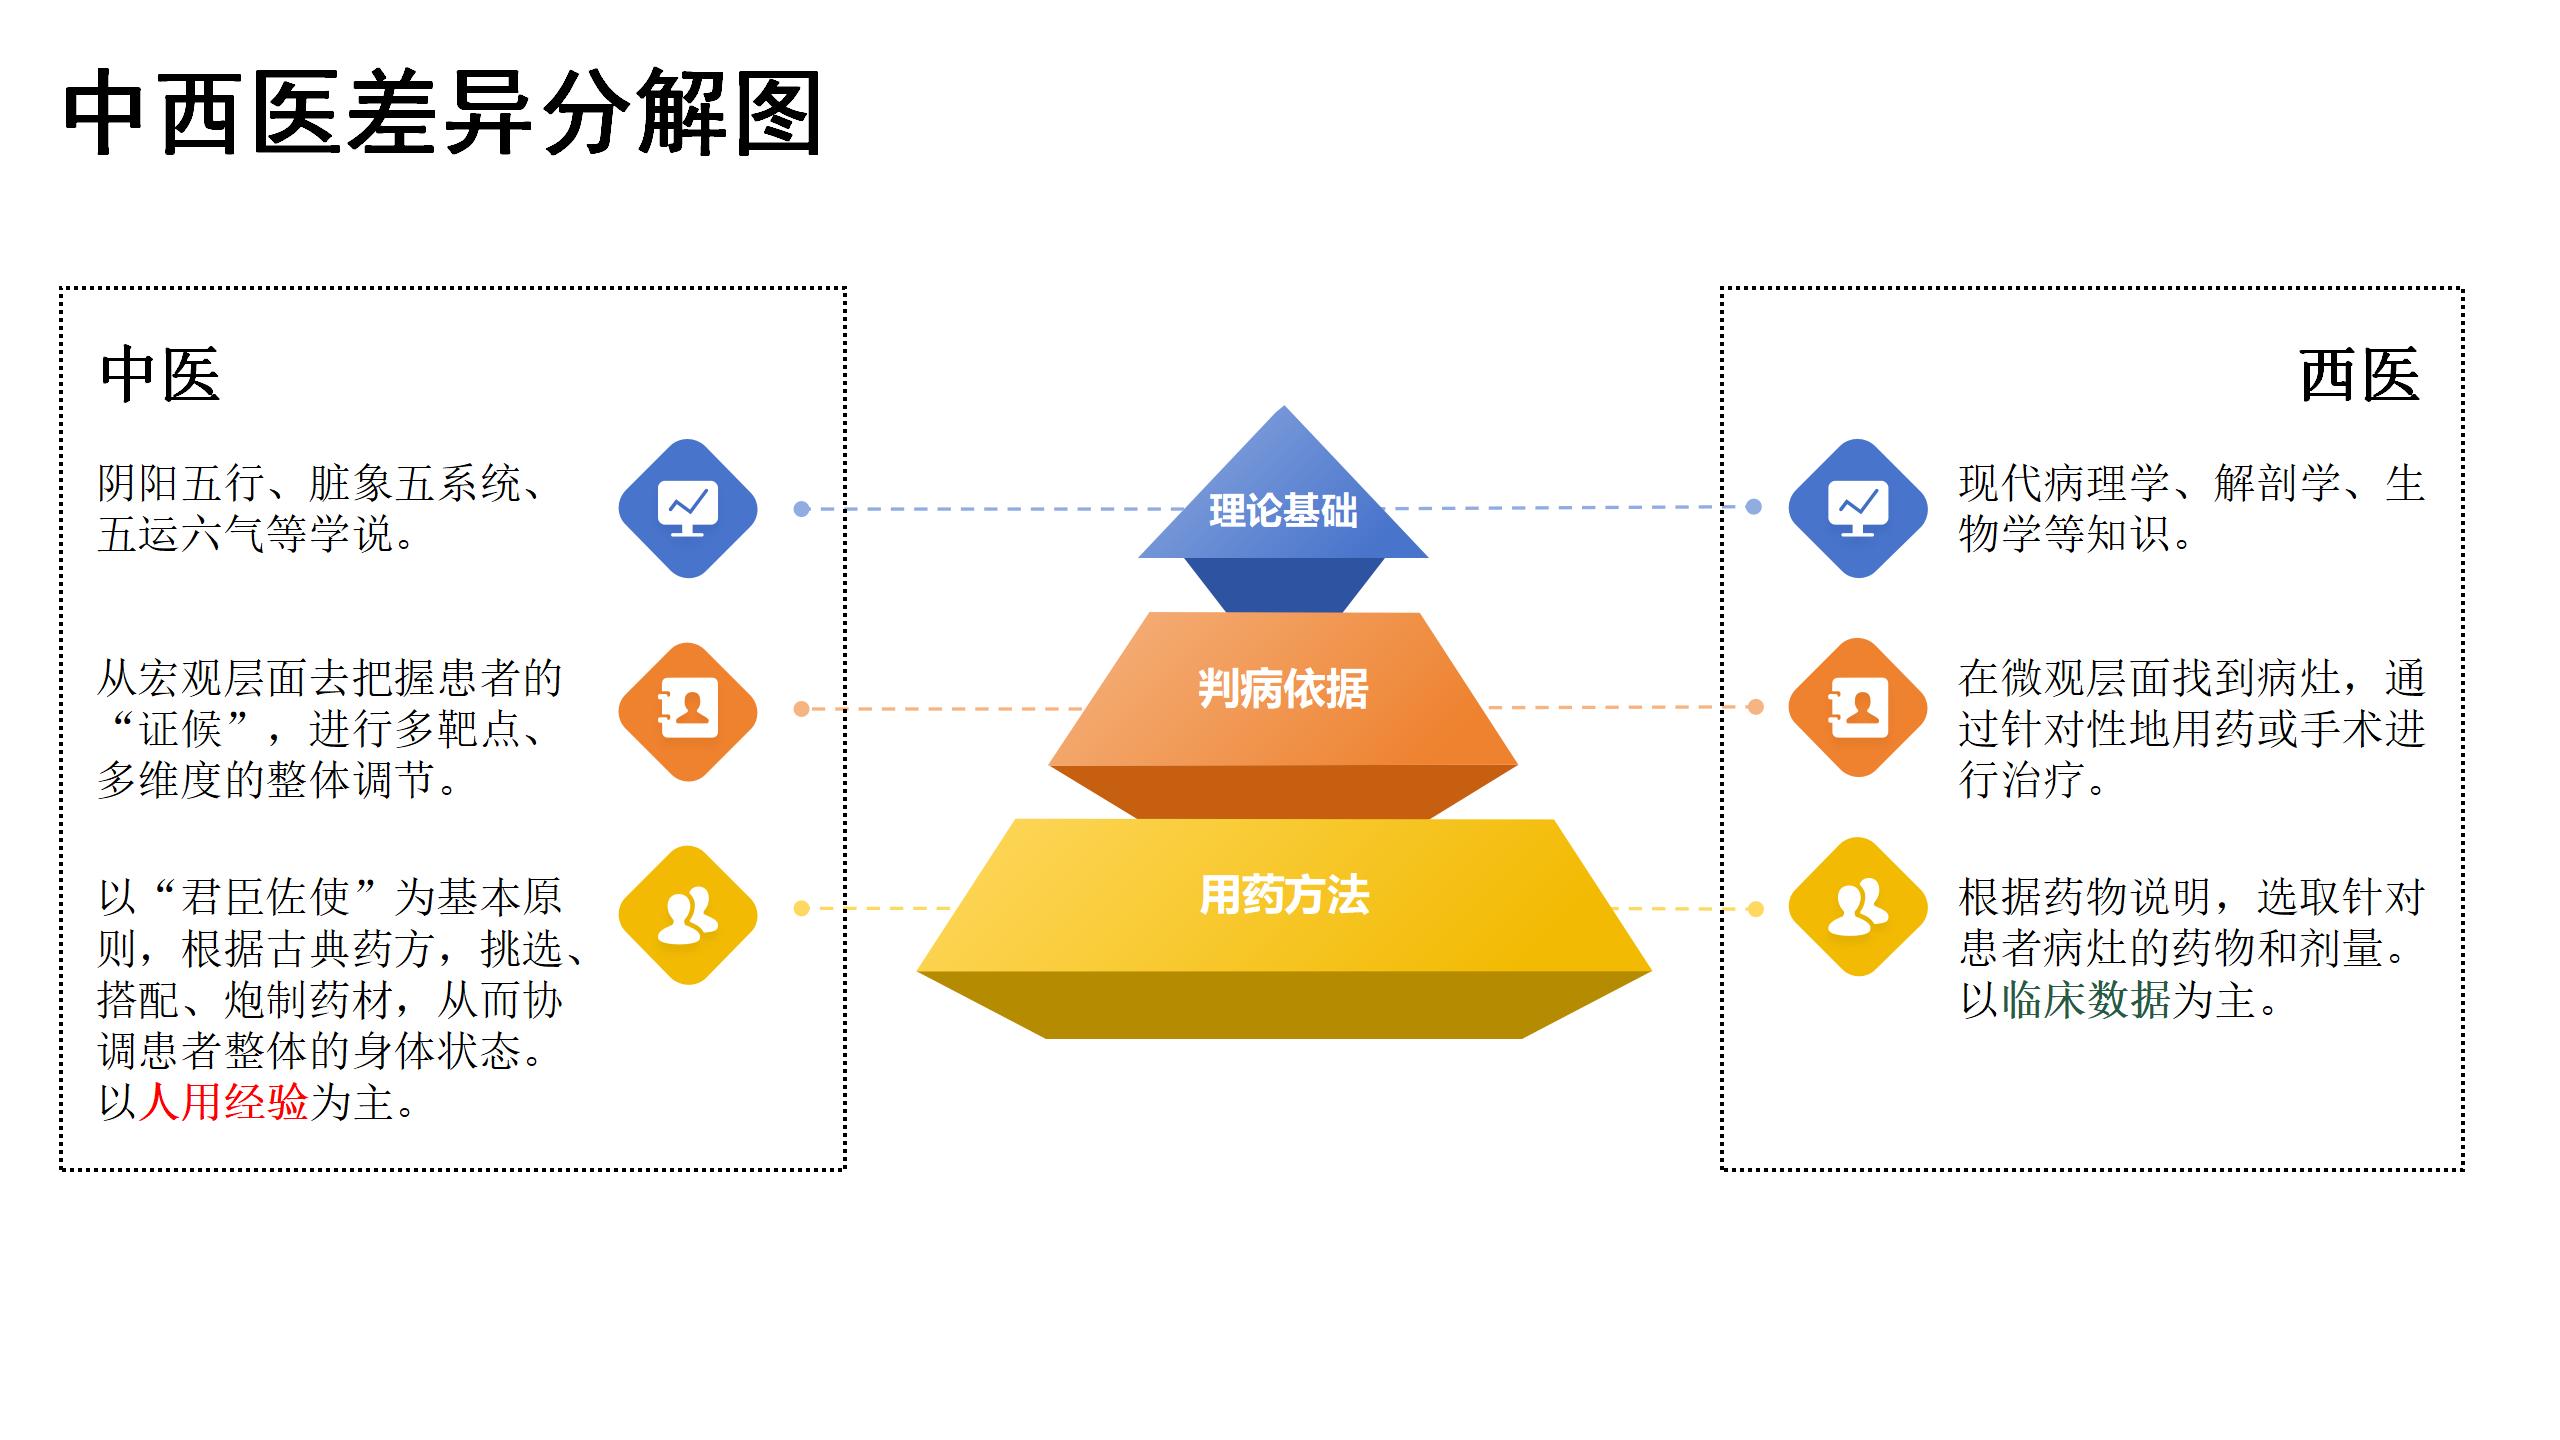 中西医差异分解图
中医
阴阳五行、脏象五系统、
五运六气等学说。
从宏观层面去把握患者的
“证候”，进行多靶点、
多维度的整体调节。
以“君臣佐使”为基本原
则，根据古典药方，挑选、
搭配、炮制药材，从而协
调患者整体的身体状态。
以人用经验为主。
理论基础
判病依据
用药方法
西医
现代病理学、解剖学、生
物学等知识。
在微观层面找到病灶，通
过针对性地用药或手术进
行治疗。
根据药物说明，选取针对
患者病灶的药物和剂量。
以临床数据为主。